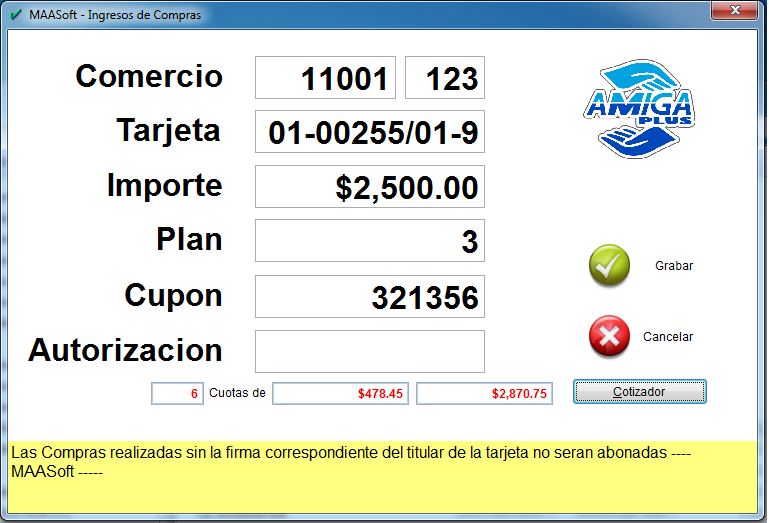 MAASoft - Ingresos de Compras
Comercio 11001 123
AMIGA
PLUS
Tarjeta 01-00255/01-9
Importe $2,500.00
Plan 3
Grabar
Cupon 321356
Cancelar
Autorizacion
6 Cuotas de $478.45 $2,870.75 Cotizador
Las Compras realizadas sin la firma correspondiente del titular de la tarjeta no seran abonadas ----
MAASoft -----